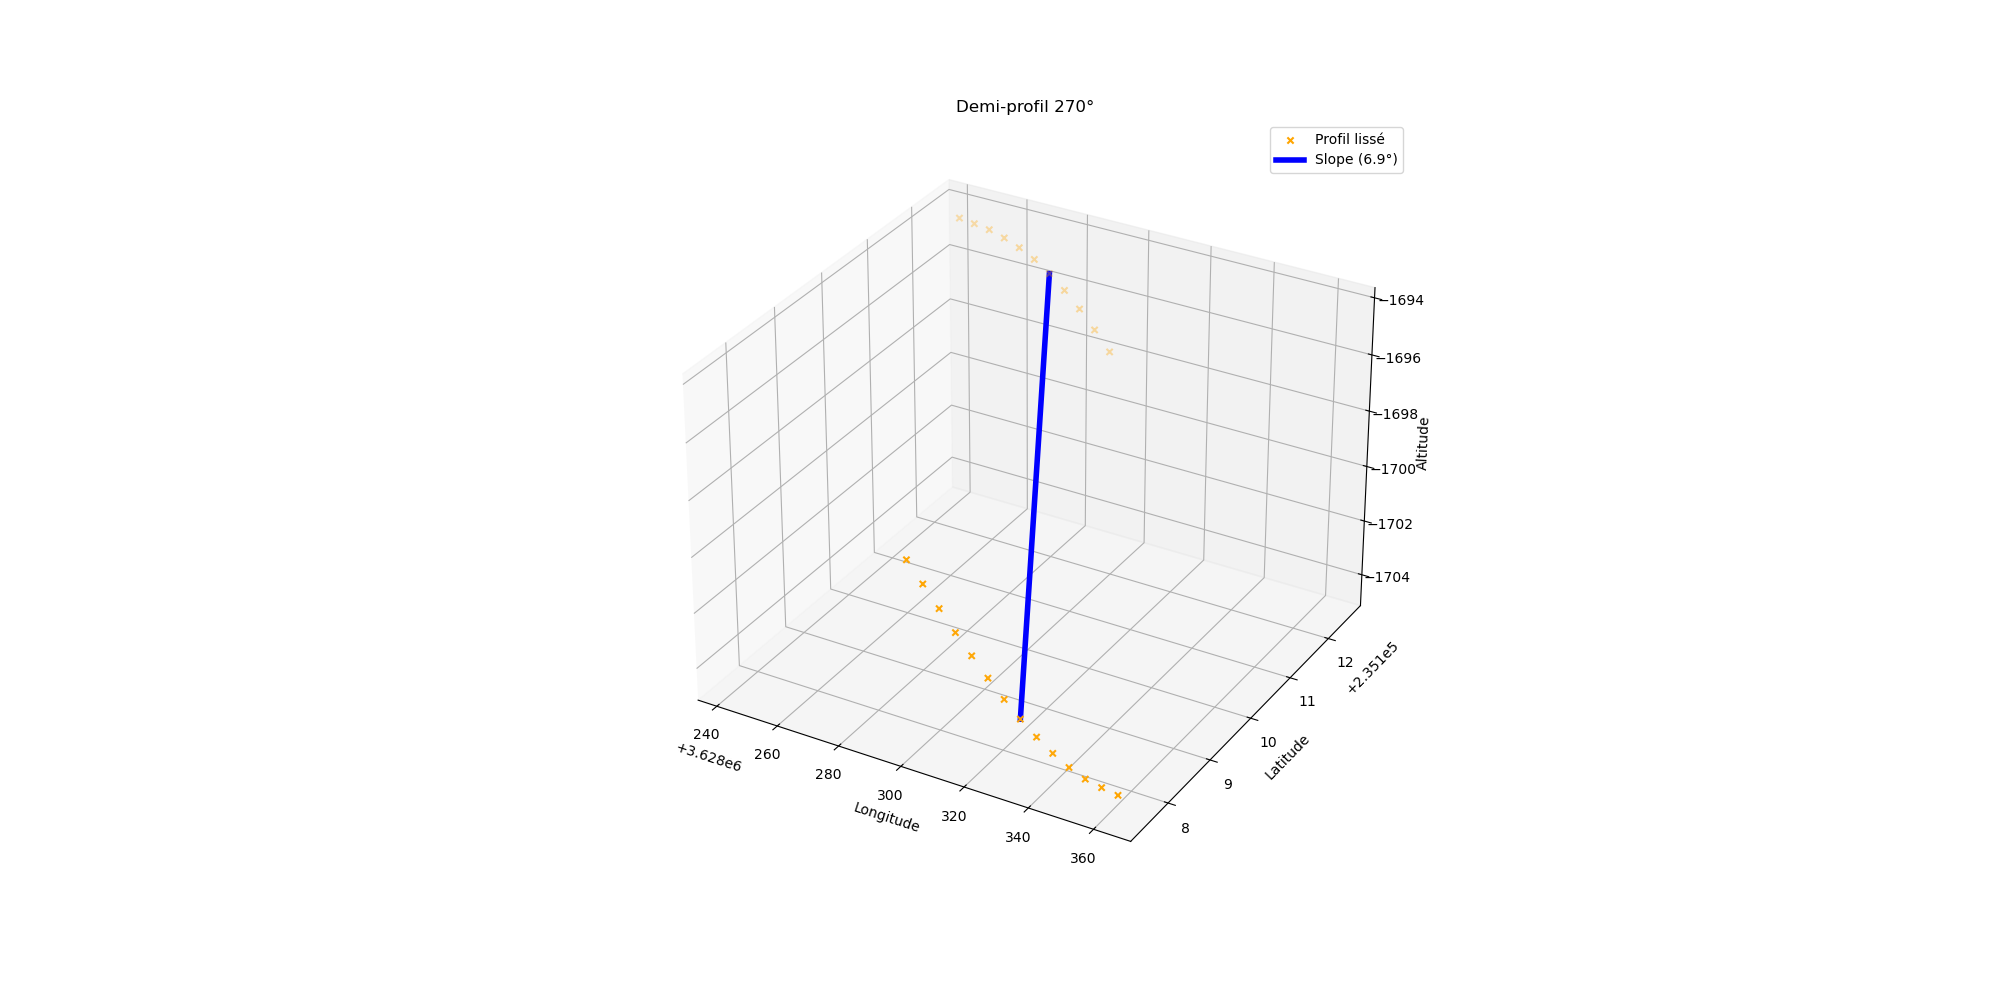 Demi-profil 270°
Profil lissé
Slope (6.9°)
−1694
−1696
−1698
−1700
−1702
−1704
Altitude
12
11
10
9
8
+2.351e5
Latitude
240
260
280
300
320
340
360
+3.628e6
Longitude